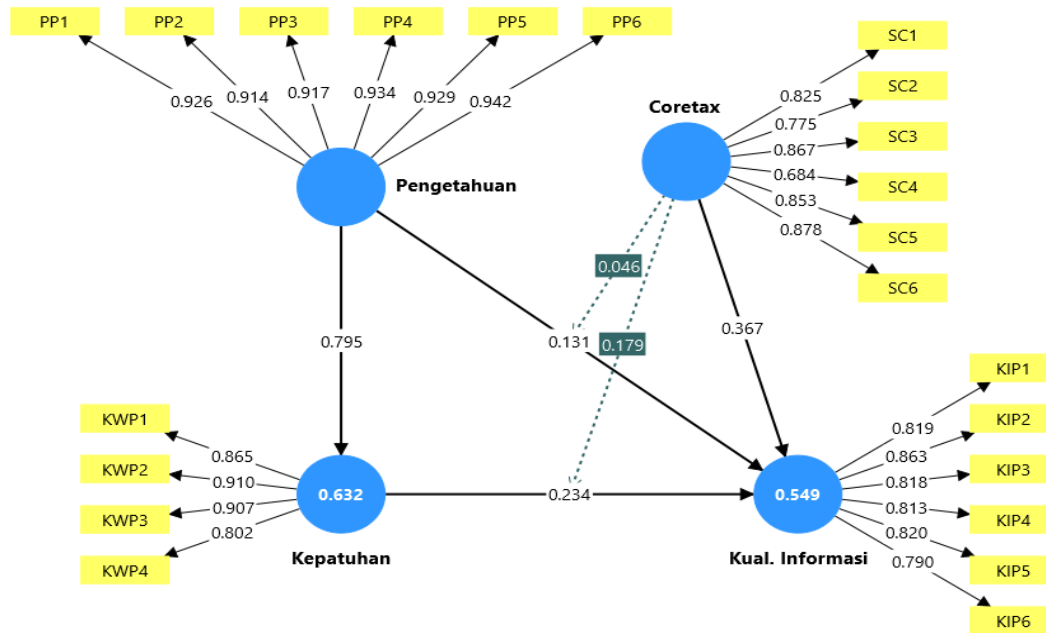 PP1 PP2 PP3 PP4 PP5 PP6
0.926 0.914 0.917 0.934 0.929 0.942
Pengetahuan
Coretax
SC1
SC2
SC3
SC4
SC5
SC6
0.825
0.775
0.867
0.684
0.853
0.878
0.046
0.179
0.795
0.131
0.367
0.234
KWP1
KWP2
KWP3
KWP4
0.865
0.910
0.907
0.802
0.632
Kepatuhan
0.549
Kual. Informasi
0.819
0.863
0.818
0.813
0.820
0.790
KIP1
KIP2
KIP3
KIP4
KIP5
KIP6